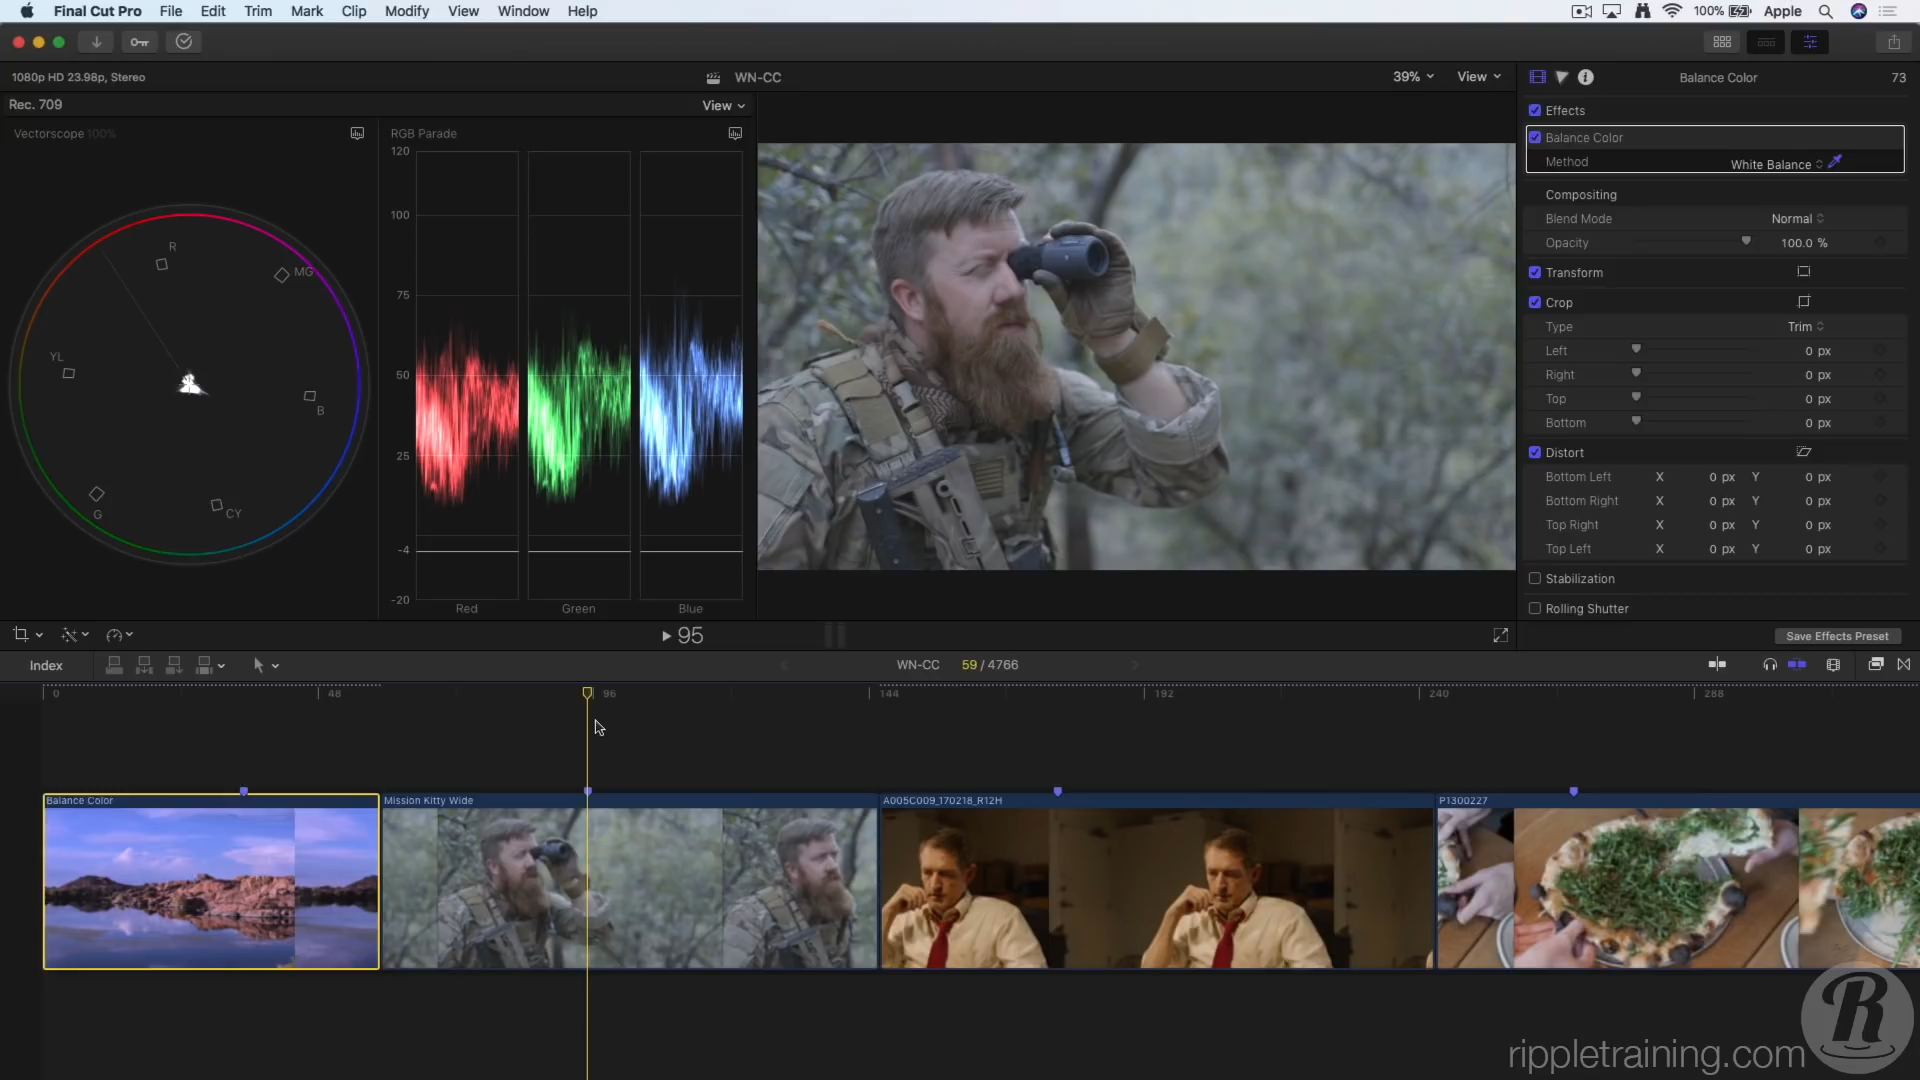 Final Cut Pro File Edit Trim Mark Clip Modify View Window Help 100% Apple
1080p HD 23.98p, Stereo WN-CC 39% View Balance Color 73
Rec. 709 View
Effects
Vectorscope 100% RGB Parade
Balance Color
Method White Balance
Compositing
Blend Mode Normal
Opacity 100.0 %
Transform
Crop
Type Trim
Left 0 px
Right 0 px
Top 0 px
Bottom 0 px
Distort
Bottom Left X 0 px Y 0 px
Bottom Right X 0 px Y 0 px
Top Right X 0 px Y 0 px
Top Left X 0 px Y 0 px
Stabilization
Rolling Shutter
R
MG
YL
B
G
CY
120
100
75
50
25
-4
-20
Red Green Blue
95 Save Effects Preset
Index WN-CC 59 / 4766
0 48 96 144 192 240 288
Balance Color Mission Kitty Wide A005C009_170218_R12H P1300227
R
rippletraining.com